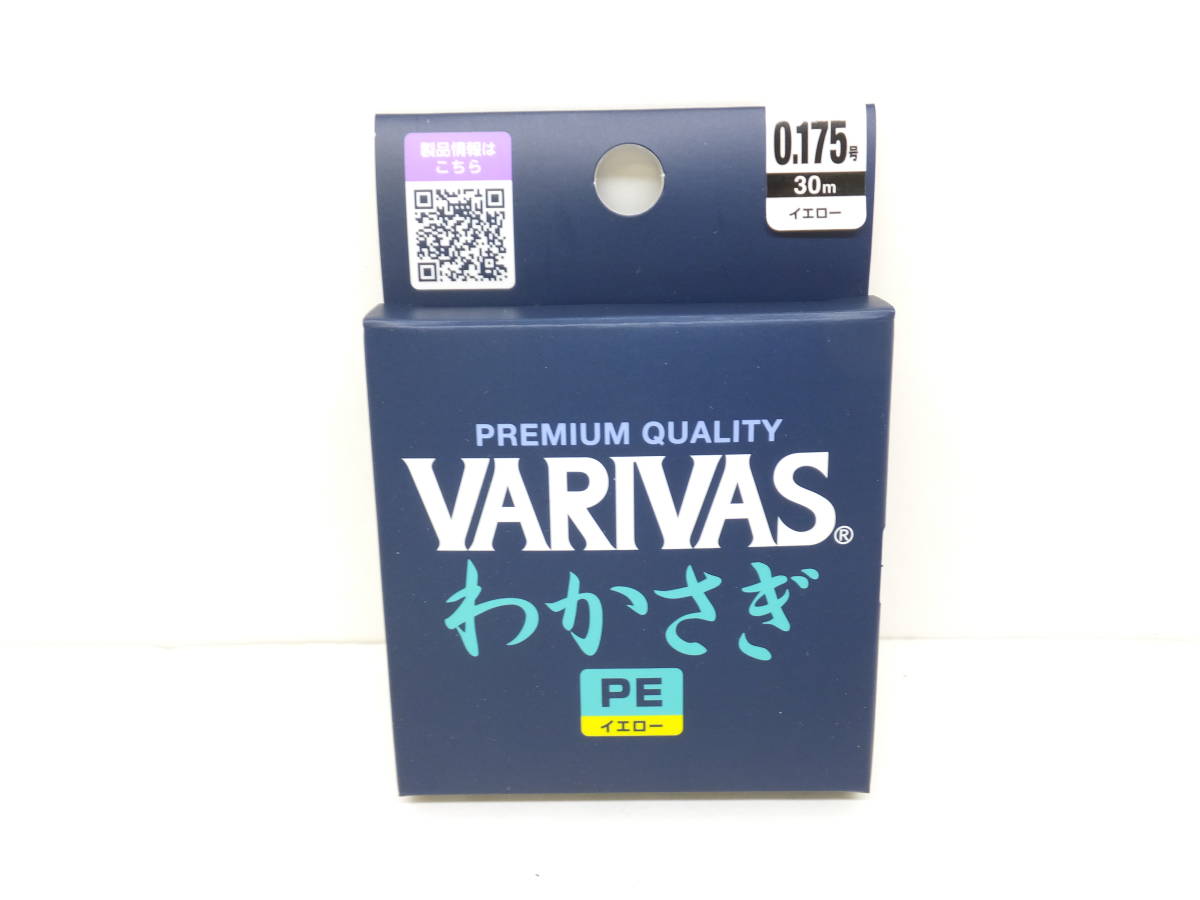 製品情報は
こちら
0.175号
30m
イエロー
PREMIUM QUALITY
VARIVAS®
わかさぎ
PE
イエロー